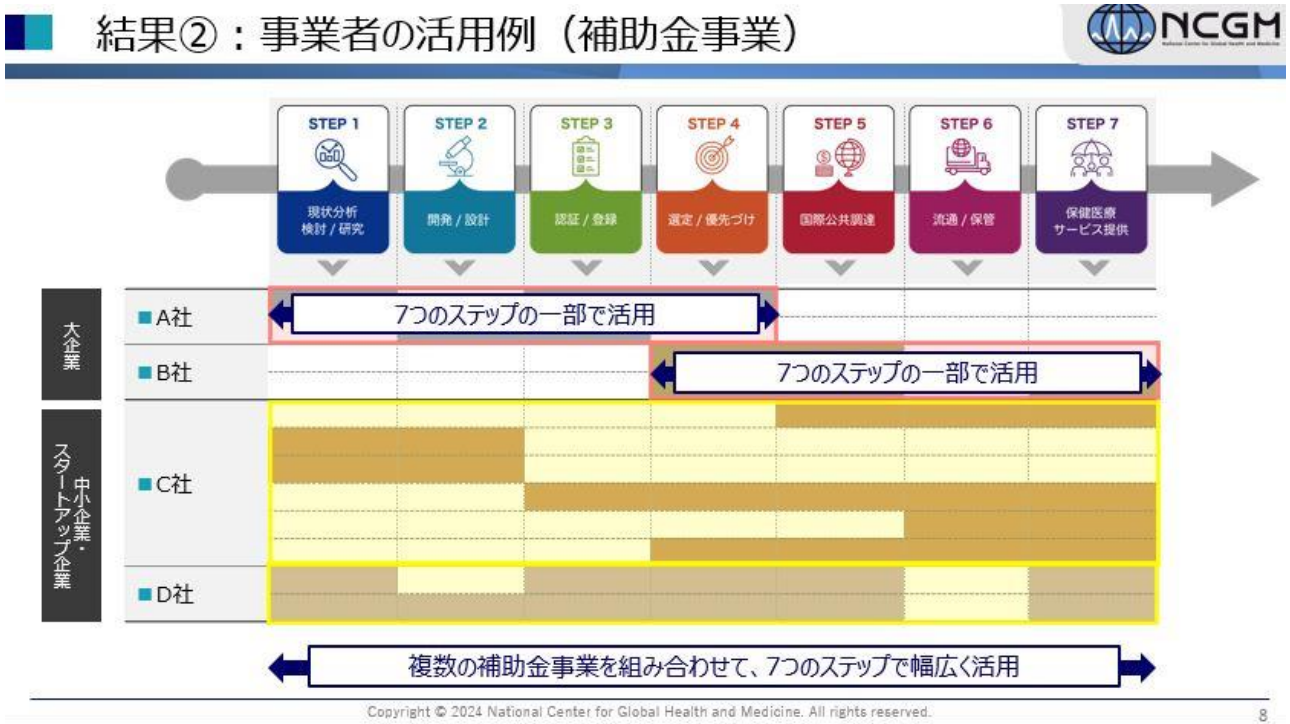 結果②：事業者の活用例（補助金事業）
NCGM
National Center for Global Health and Medicine
STEP 1
現状分析
検討 / 研究
STEP 2
開発 / 設計
STEP 3
認証 / 登録
STEP 4
選定 / 優先づけ
STEP 5
国際公共調達
STEP 6
流通 / 保管
STEP 7
保健医療
サービス提供
大企業
■A社
7つのステップの一部で活用
■B社
7つのステップの一部で活用
中小企業・
スタートアップ企業
■C社
■D社
複数の補助金事業を組み合わせて、7つのステップで幅広く活用
Copyright © 2024 National Center for Global Health and Medicine. All rights reserved.
8